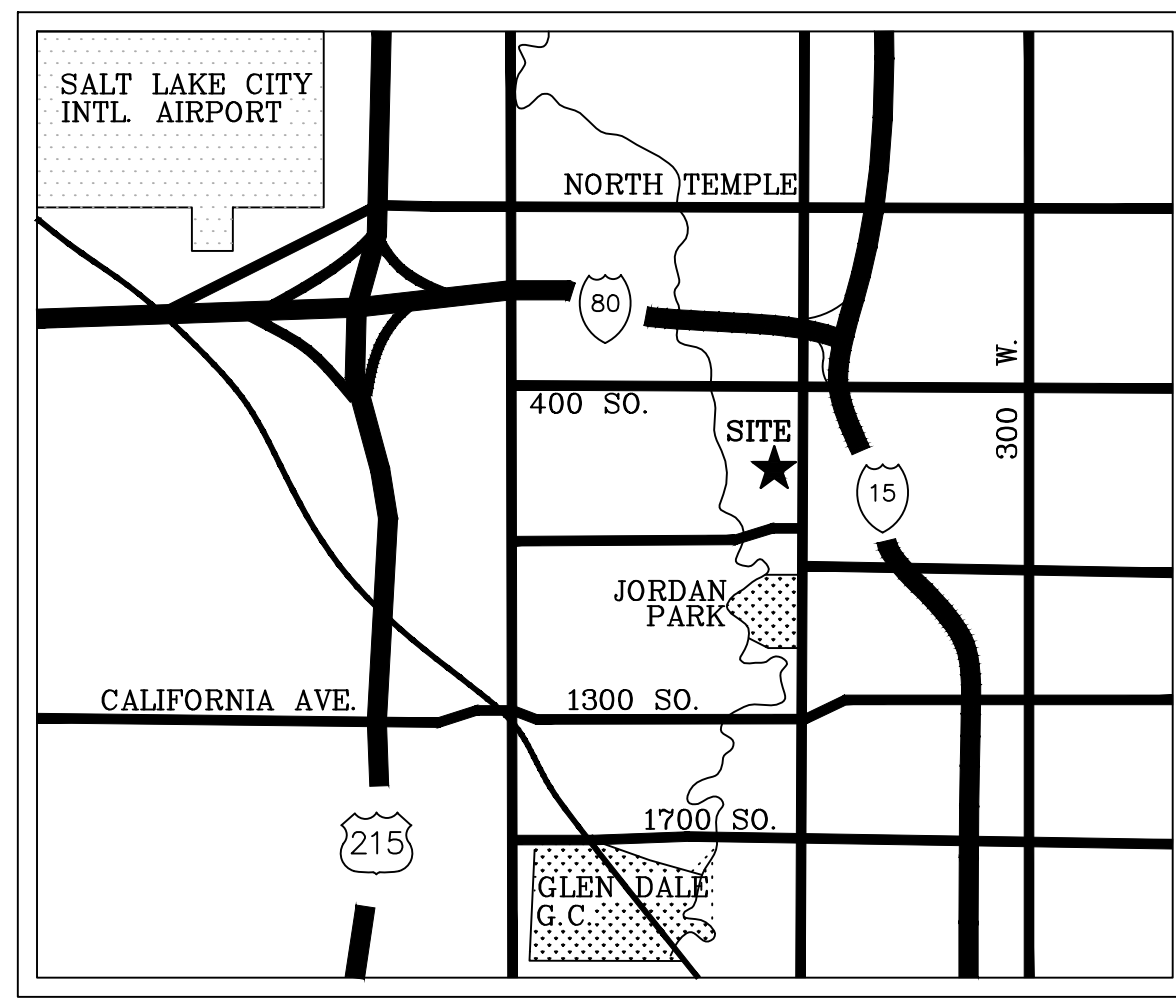 SALT LAKE CITY
INTL. AIRPORT
NORTH TEMPLE
80
400 SO.
300 W.
SITE
15
JORDAN
PARK
CALIFORNIA AVE.
1300 SO.
1700 SO.
215
GLEN DALE
G.C.